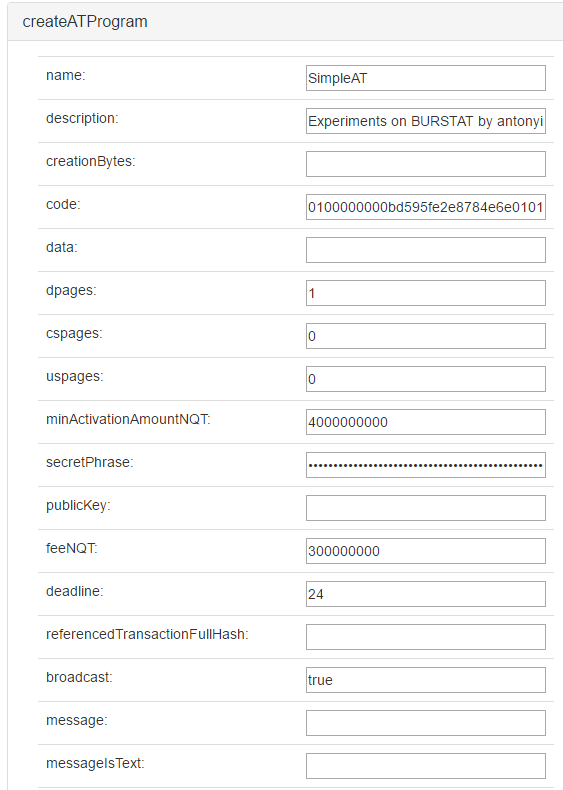 createATProgram
name: SimpleAT
description: Experiments on BURSTAT by antonyi
creationBytes:
code: 0100000000bd595fe2e8784e6e0101
data:
dpages: 1
cspages: 0
uspages: 0
minActivationAmountNQT: 4000000000
secretPhrase: ••••••••••••••••••••••••••••••••••••••••••••••••
publicKey:
feeNQT: 300000000
deadline: 24
referencedTransactionFullHash:
broadcast: true
message:
messageIsText: